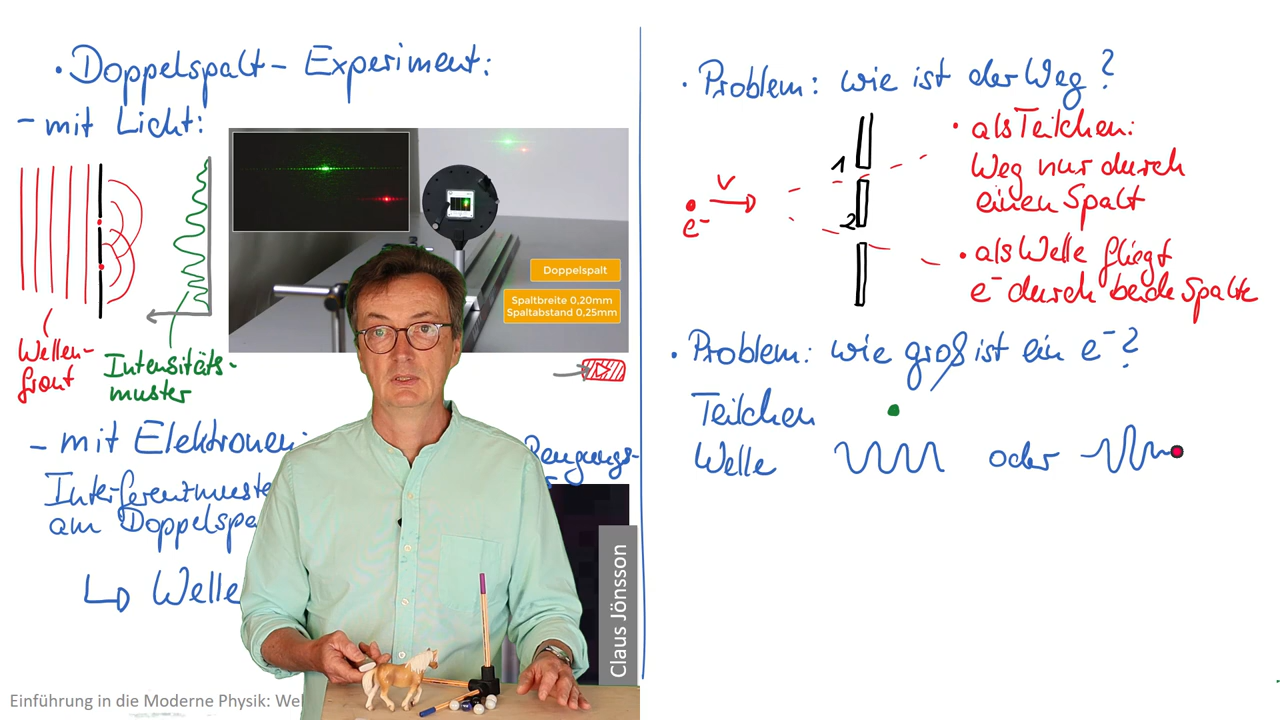 • Doppelspalt-Experiment:
- mit Licht:
Doppelspalt
Spaltbreite 0,20mm
Spaltabstand 0,25mm
Wellen-
front
Intensitäts-
muster
- mit Elektronen:
Beugungs-
Interferenzmuste
am Doppelspa
↳ Welle
Claus Jönsson
Einführung in die Moderne Physik: Wel
• Problem: wie ist der Weg?
1
2
v
e⁻
• als Teilchen:
Weg nur durch
einen Spalt
• als Welle fliegt
e⁻ durch beide Spalte
• Problem: wie groß ist ein e⁻?
Teilchen
Welle oder